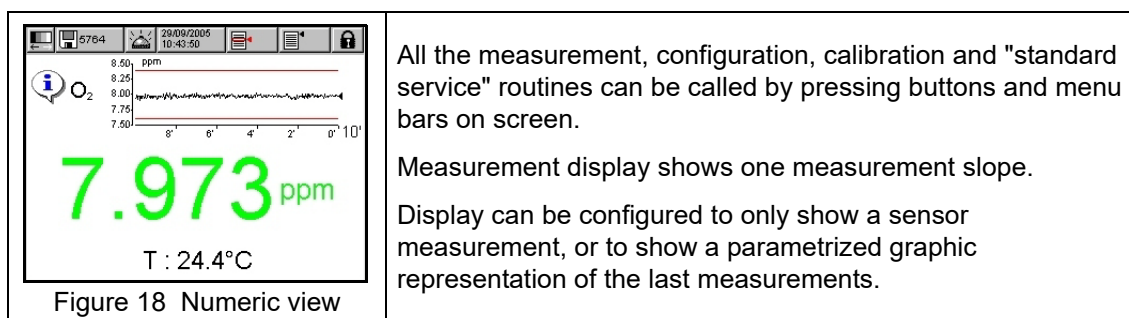 5764
29/09/2005
10:43:50
8.50 ppm
8.25
O₂
8.00
7.75
7.50
8' 6' 4' 2' 0' 10'
7.973 ppm
T : 24.4°C
Figure 18 Numeric view
All the measurement, configuration, calibration and "standard
service" routines can be called by pressing buttons and menu
bars on screen.
Measurement display shows one measurement slope.
Display can be configured to only show a sensor
measurement, or to show a parametrized graphic
representation of the last measurements.